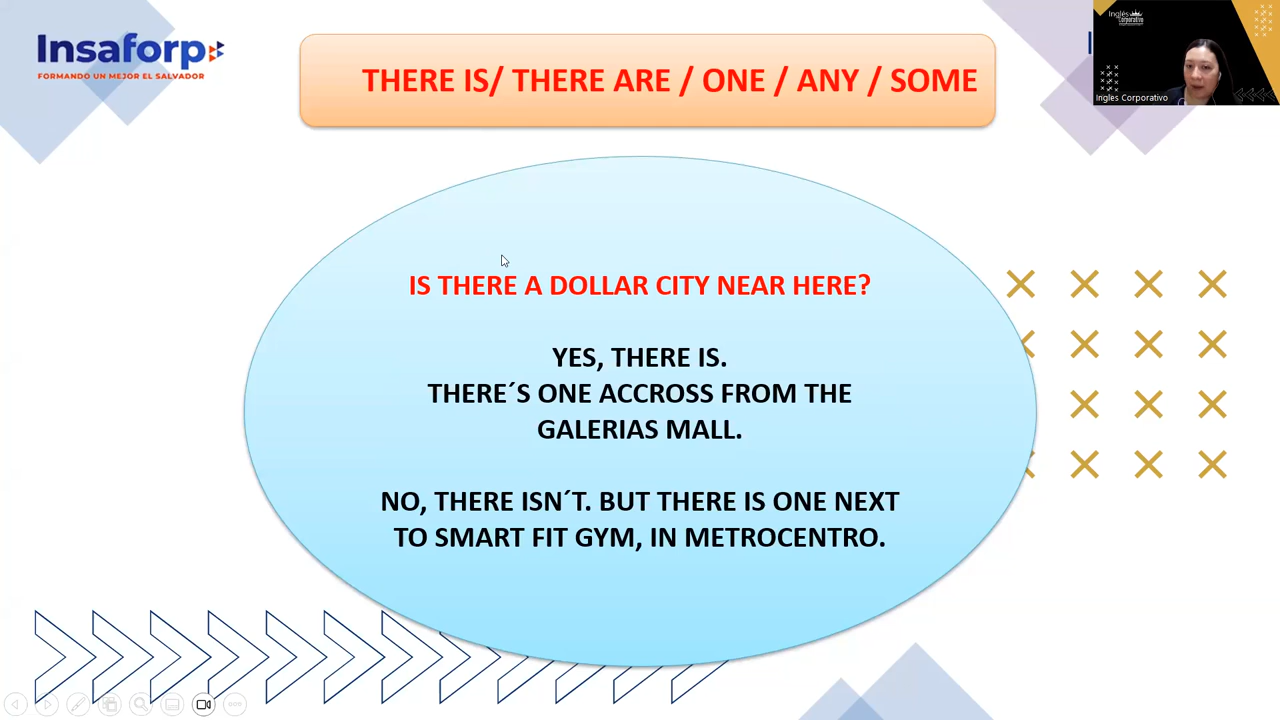 Insaforp
FORMANDO UN MEJOR EL SALVADOR
THERE IS/ THERE ARE / ONE / ANY / SOME
Inglés
Corporativo
Ingles Corporativo
IS THERE A DOLLAR CITY NEAR HERE?
YES, THERE IS.
THERE´S ONE ACCROSS FROM THE
GALERIAS MALL.
NO, THERE ISN´T. BUT THERE IS ONE NEXT
TO SMART FIT GYM, IN METROCENTRO.